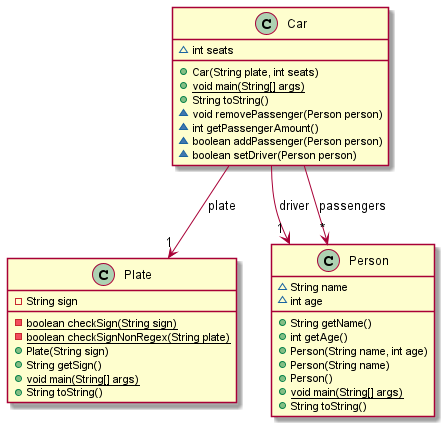 C Car
int seats
Car(String plate, int seats)
void main(String[] args)
String toString()
void removePassenger(Person person)
int getPassengerAmount()
boolean addPassenger(Person person)
boolean setDriver(Person person)
plate
driver
passengers
1
1
*
C Plate
String sign
boolean checkSign(String sign)
boolean checkSignNonRegex(String plate)
Plate(String sign)
String getSign()
void main(String[] args)
String toString()
C Person
String name
int age
String getName()
int getAge()
Person(String name, int age)
Person(String name)
Person()
void main(String[] args)
String toString()